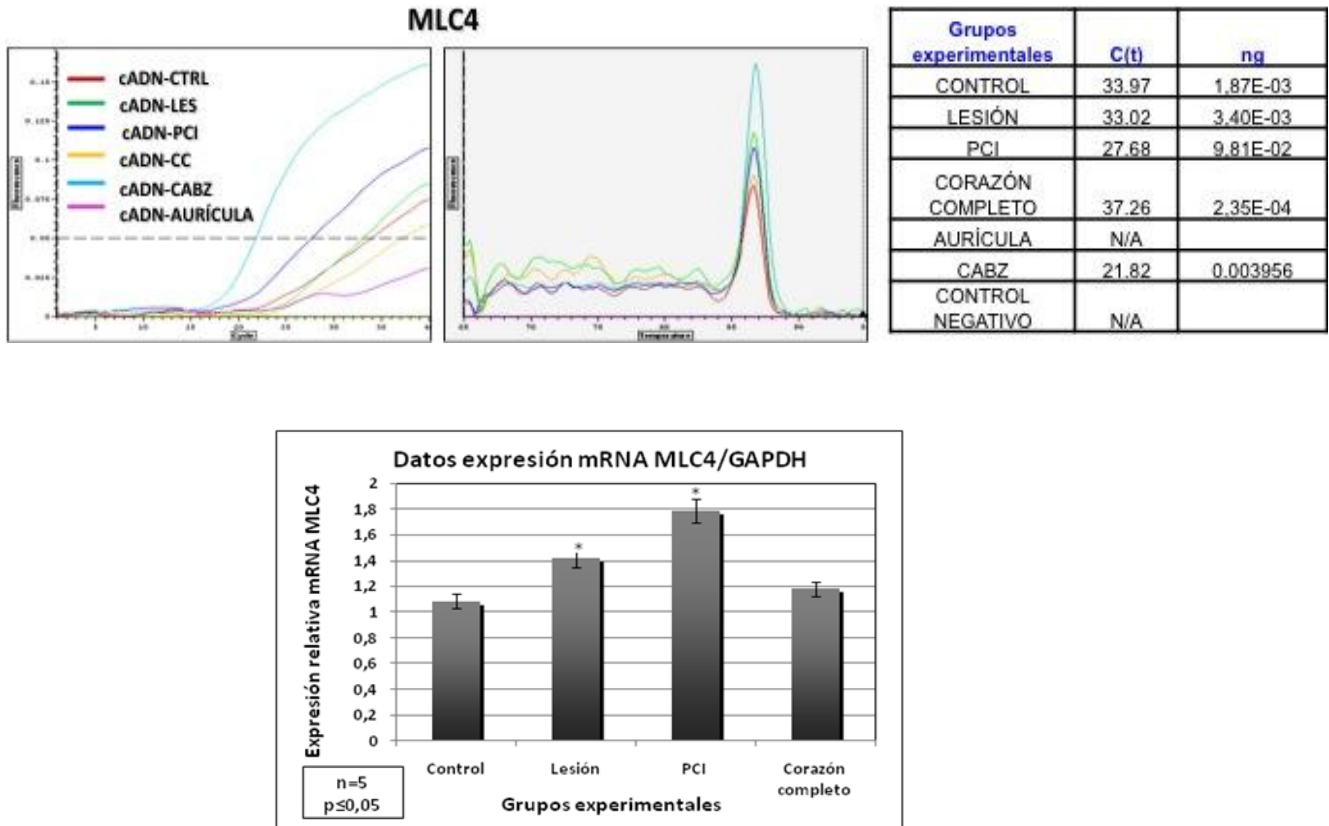 MLC4
cADN-CTRL
cADN-LES
cADN-PCI
cADN-CC
cADN-CABZ
cADN-AURÍCULA
Cycle
Temperature
Grupos
experimentales C(t) ng
CONTROL 33.97 1,87E-03
LESIÓN 33.02 3,40E-03
PCI 27.68 9,81E-02
CORAZÓN
COMPLETO 37.26 2,35E-04
AURÍCULA N/A
CABZ 21.82 0.003956
CONTROL
NEGATIVO N/A
Datos expresión mRNA MLC4/GAPDH
Expresión relativa mRNA MLC4
2
1,8
1,6
1,4
1,2
1
0,8
0,6
0,4
0,2
0
*
*
Control Lesión PCI Corazón
completo
Grupos experimentales
n=5
p≤0,05